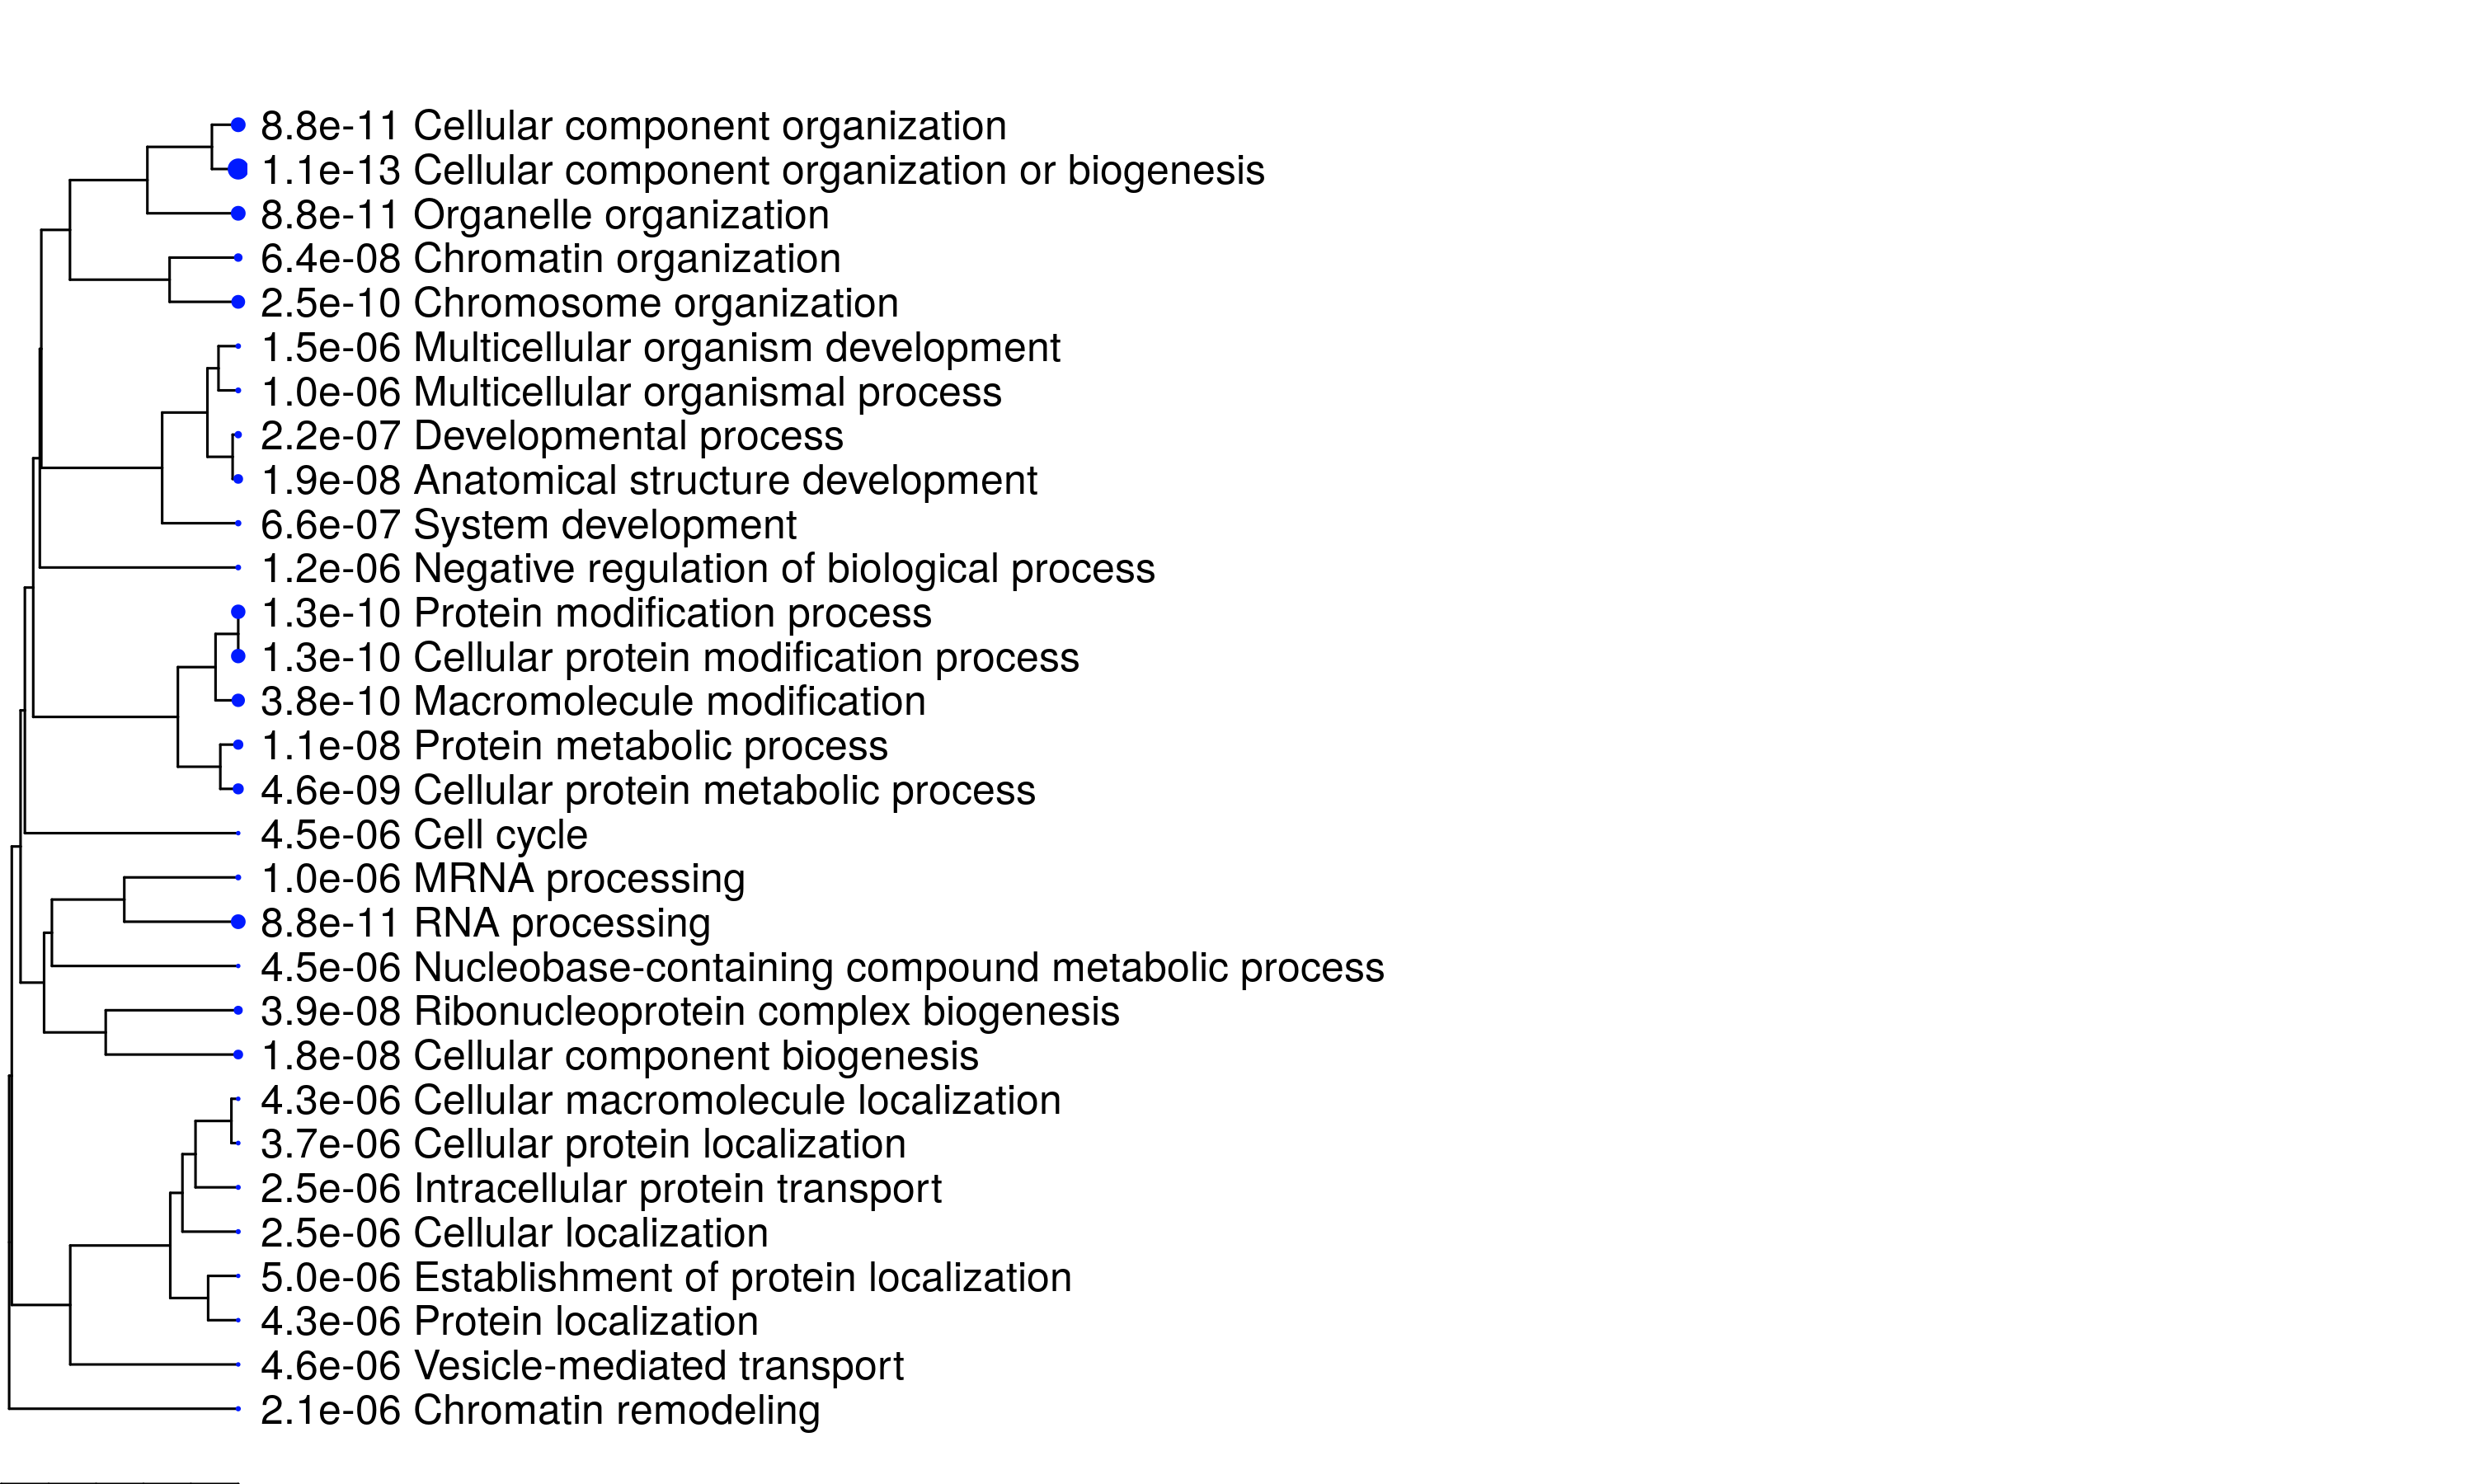 8.8e-11 Cellular component organization
1.1e-13 Cellular component organization or biogenesis
8.8e-11 Organelle organization
6.4e-08 Chromatin organization
2.5e-10 Chromosome organization
1.5e-06 Multicellular organism development
1.0e-06 Multicellular organismal process
2.2e-07 Developmental process
1.9e-08 Anatomical structure development
6.6e-07 System development
1.2e-06 Negative regulation of biological process
1.3e-10 Protein modification process
1.3e-10 Cellular protein modification process
3.8e-10 Macromolecule modification
1.1e-08 Protein metabolic process
4.6e-09 Cellular protein metabolic process
4.5e-06 Cell cycle
1.0e-06 MRNA processing
8.8e-11 RNA processing
4.5e-06 Nucleobase-containing compound metabolic process
3.9e-08 Ribonucleoprotein complex biogenesis
1.8e-08 Cellular component biogenesis
4.3e-06 Cellular macromolecule localization
3.7e-06 Cellular protein localization
2.5e-06 Intracellular protein transport
2.5e-06 Cellular localization
5.0e-06 Establishment of protein localization
4.3e-06 Protein localization
4.6e-06 Vesicle-mediated transport
2.1e-06 Chromatin remodeling